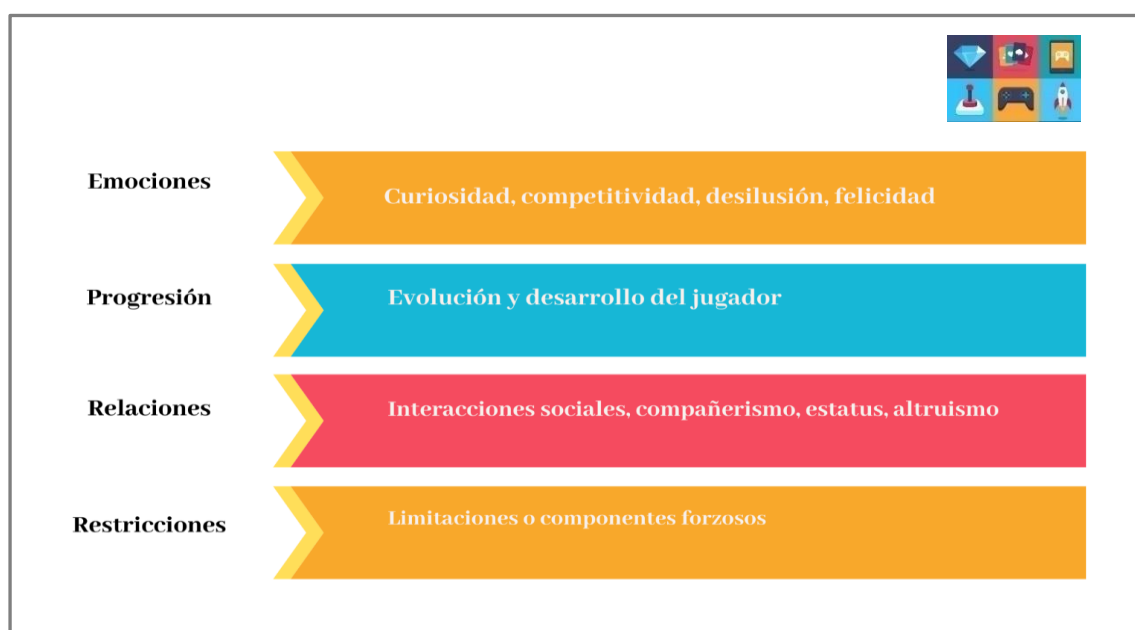 Emociones
Curiosidad, competitividad, desilusión, felicidad
Progresión
Evolución y desarrollo del jugador
Relaciones
Interacciones sociales, compañerismo, estatus, altruismo
Restricciones
Limitaciones o componentes forzosos